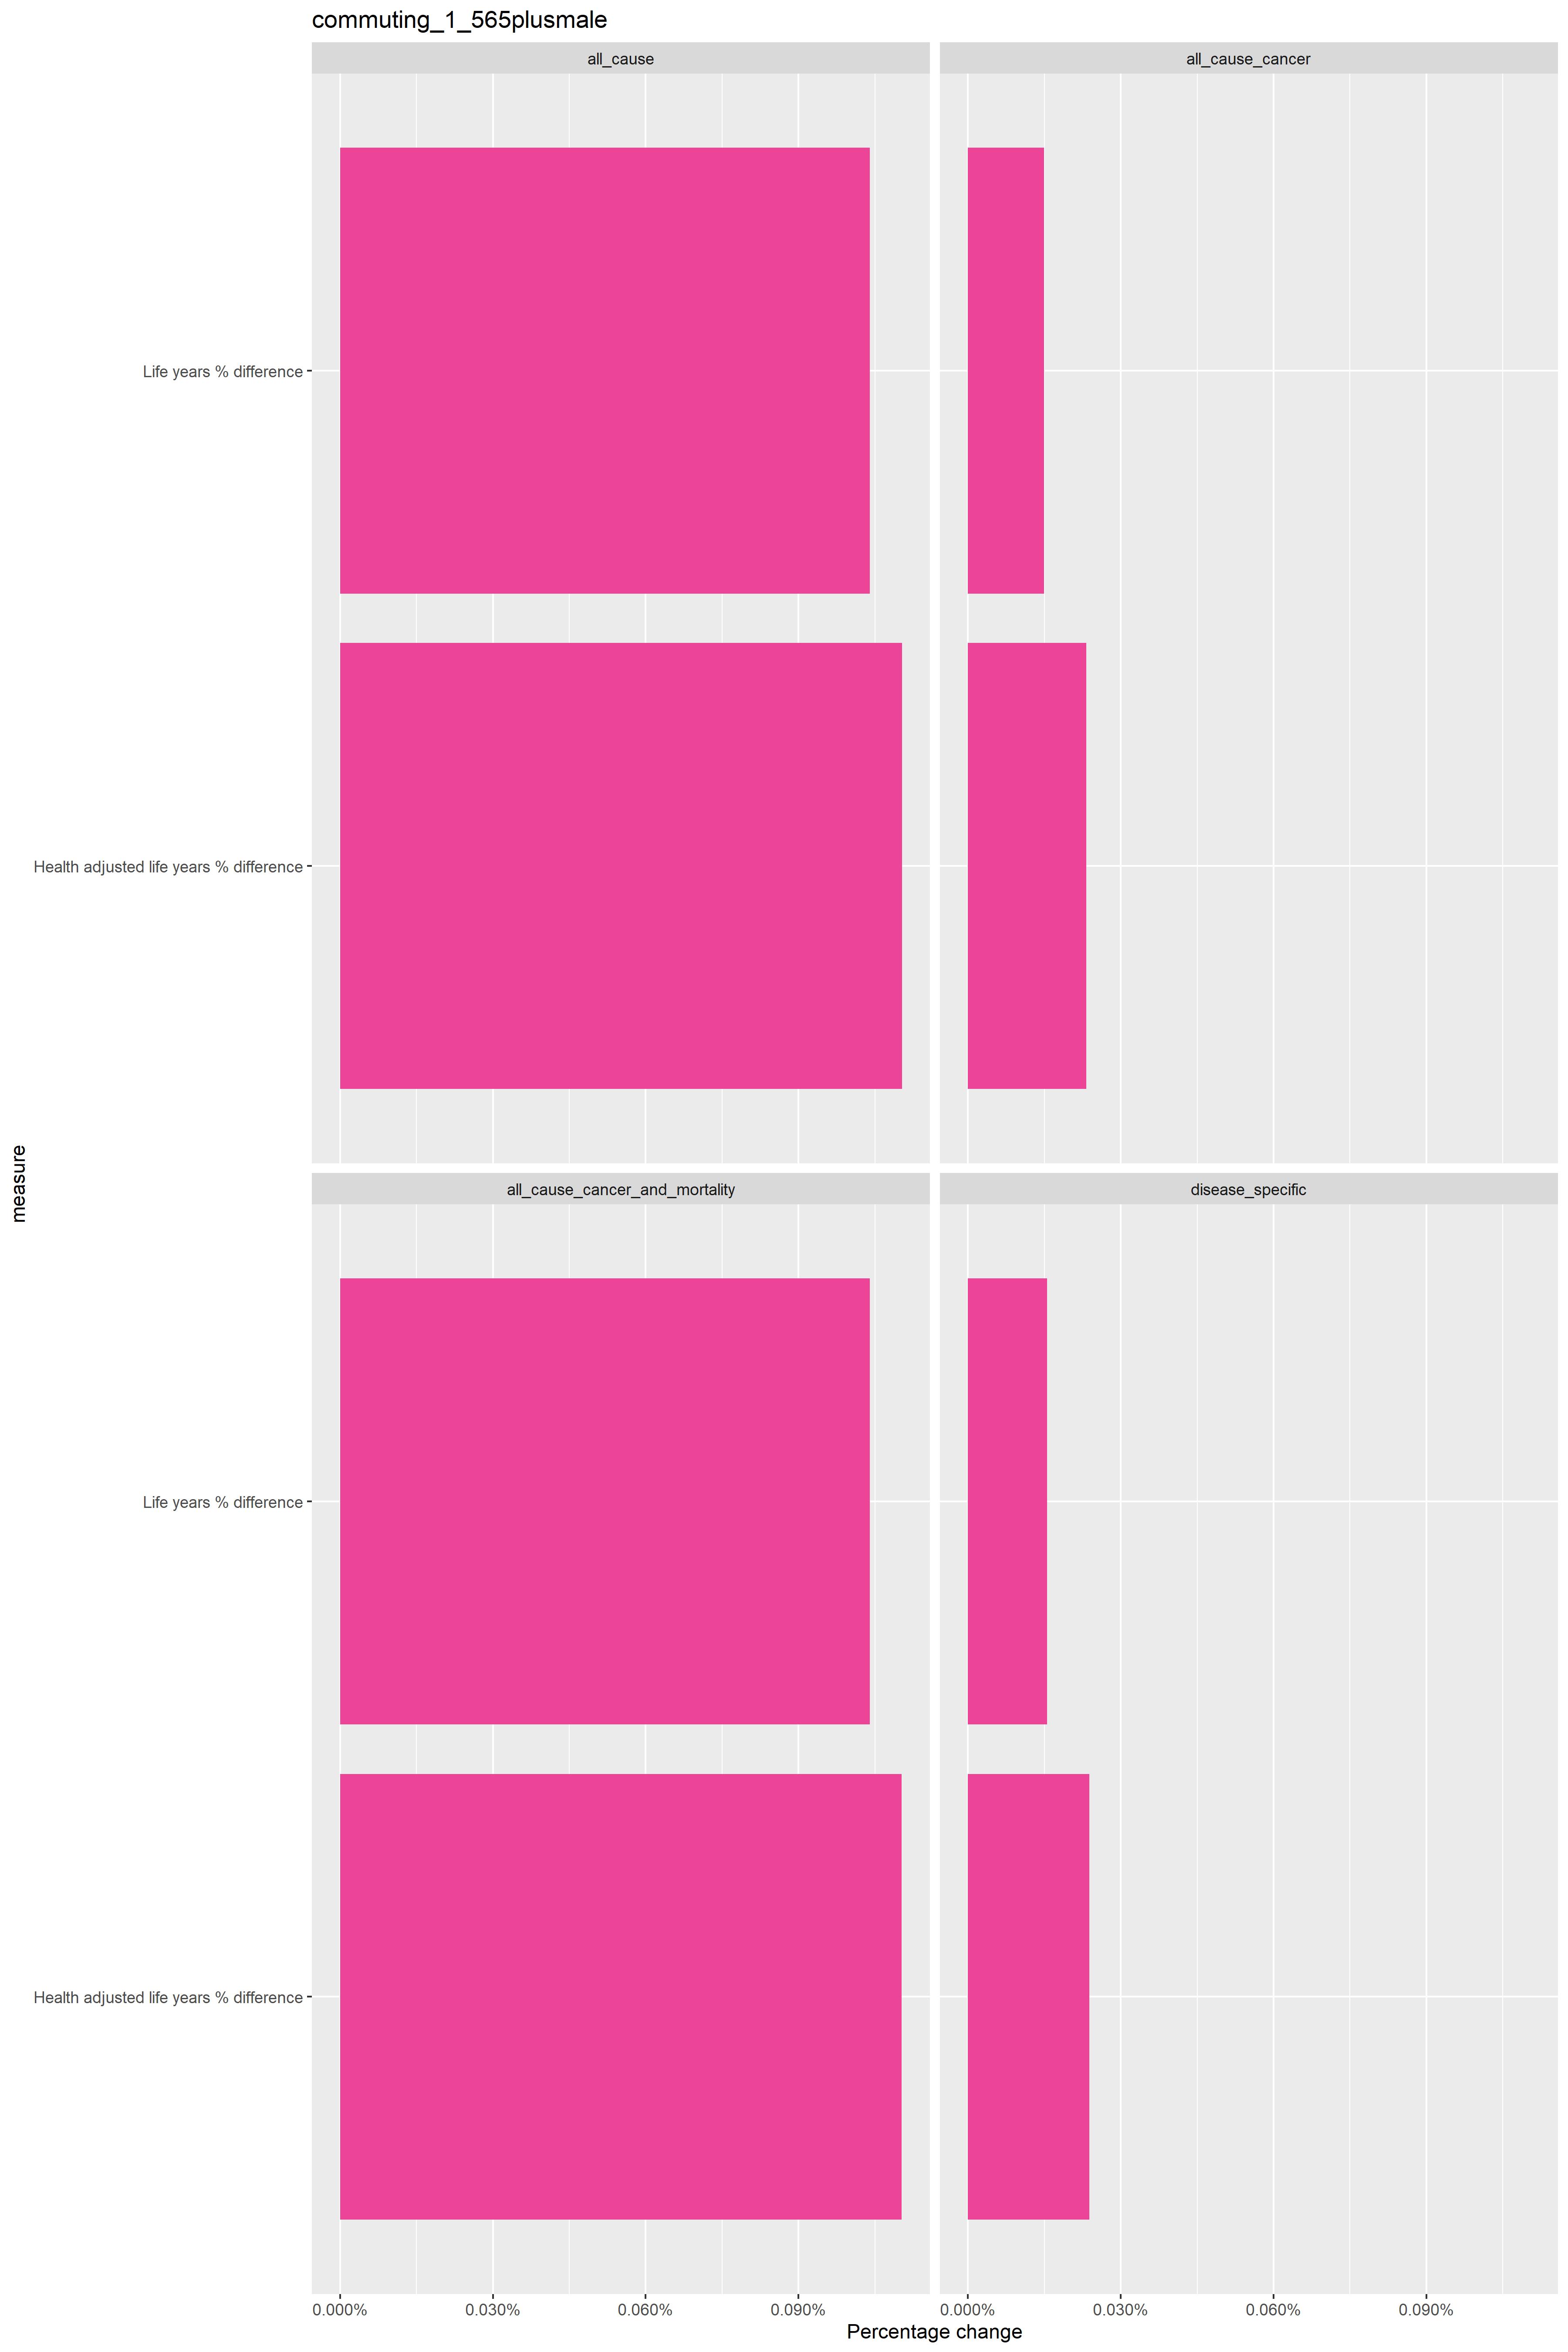 commuting_1_565plusmale
all_cause
all_cause_cancer
Life years % difference
Health adjusted life years % difference
measure
all_cause_cancer_and_mortality
disease_specific
Life years % difference
Health adjusted life years % difference
0.000% 0.030% 0.060% 0.090% 0.000% 0.030% 0.060% 0.090%
Percentage change